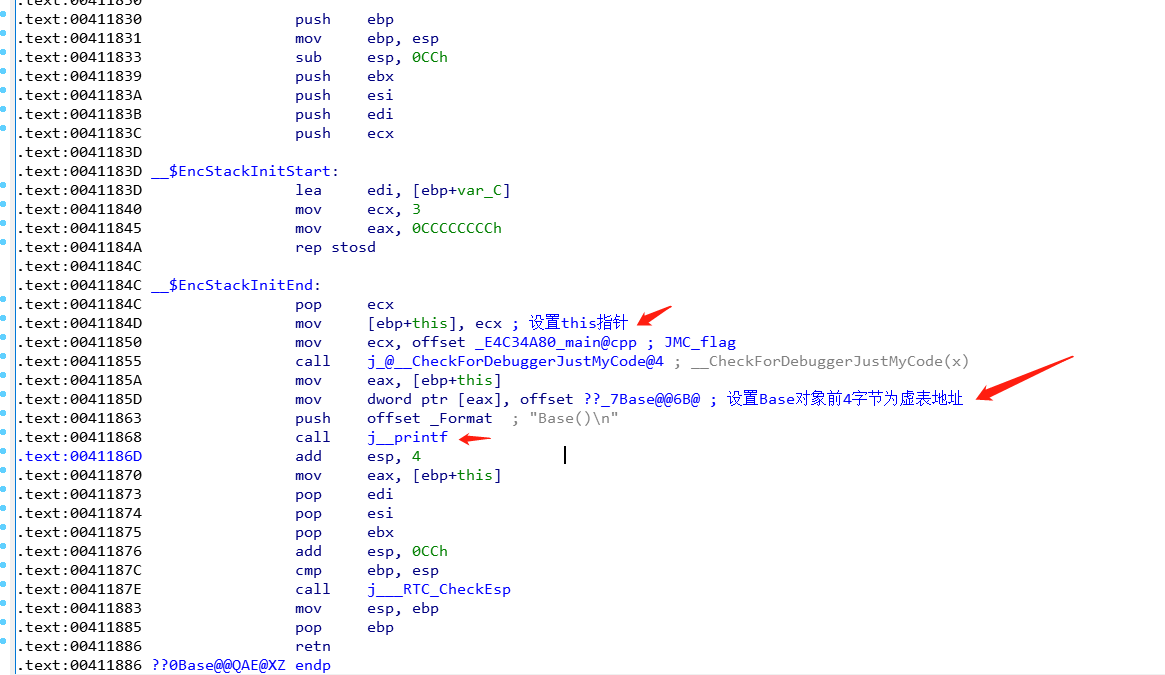 .text:00411830
.text:00411830 push ebp
.text:00411831 mov ebp, esp
.text:00411833 sub esp, 0CCh
.text:00411839 push ebx
.text:0041183A push esi
.text:0041183B push edi
.text:0041183C push ecx
.text:0041183D
.text:0041183D __$EncStackInitStart:
.text:0041183D lea edi, [ebp+var_C]
.text:00411840 mov ecx, 3
.text:00411845 mov eax, 0CCCCCCCCh
.text:0041184A rep stosd
.text:0041184C
.text:0041184C __$EncStackInitEnd:
.text:0041184C pop ecx
.text:0041184D mov [ebp+this], ecx ; 设置this指针
.text:00411850 mov ecx, offset _E4C34A80_main@cpp ; JMC_flag
.text:00411855 call j_@__CheckForDebuggerJustMyCode@4 ; __CheckForDebuggerJustMyCode(x)
.text:0041185A mov eax, [ebp+this]
.text:0041185D mov dword ptr [eax], offset ??_7Base@@6B@ ; 设置Base对象前4字节为虚表地址
.text:00411863 push offset _Format ; "Base()\n"
.text:00411868 call j__printf
.text:0041186D add esp, 4
.text:00411870 mov eax, [ebp+this]
.text:00411873 pop edi
.text:00411874 pop esi
.text:00411875 pop ebx
.text:00411876 add esp, 0CCh
.text:0041187C cmp ebp, esp
.text:0041187E call j___RTC_CheckEsp
.text:00411883 mov esp, ebp
.text:00411885 pop ebp
.text:00411886 retn
.text:00411886 ??0Base@@QAE@XZ endp